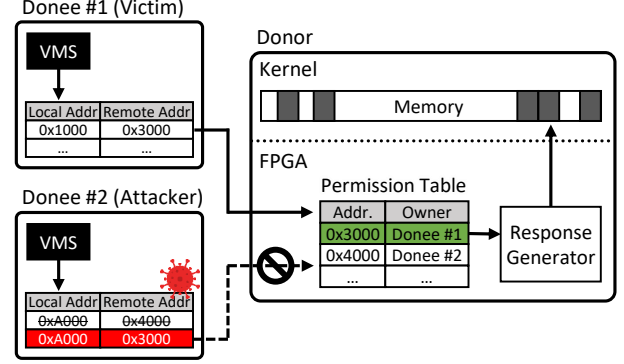 Donee #1 (Victim)
VMS
Local Addr Remote Addr
0x1000 0x3000
... ...
Donee #2 (Attacker)
VMS
Local Addr Remote Addr
0xA000 0x4000
0xA000 0x3000
Donor
Kernel
Memory
FPGA
Permission Table
Addr. Owner
0x3000 Donee #1
0x4000 Donee #2
... ...
Response
Generator